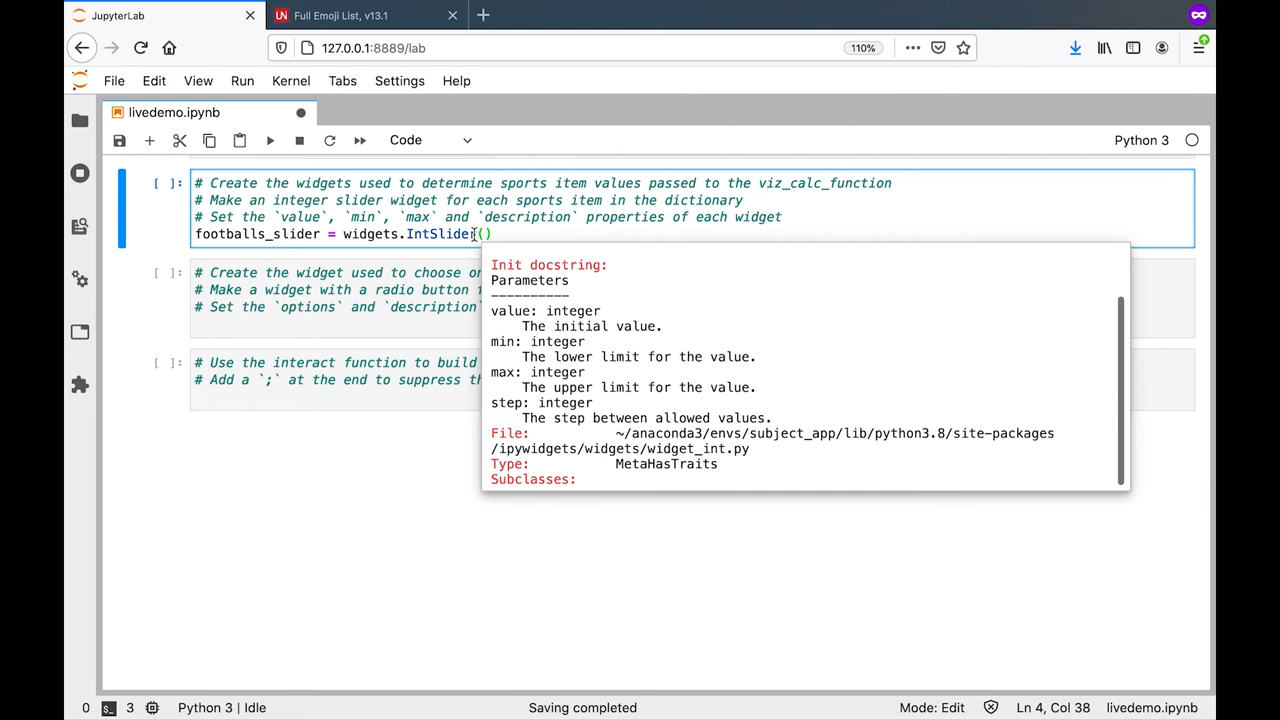 JupyterLab
UN Full Emoji List, v13.1
127.0.0.1:8889/lab
110%
File Edit View Run Kernel Tabs Settings Help
livedemo.ipynb
Code
Python 3
[ ]: # Create the widgets used to determine sports item values passed to the viz_calc_function
# Make an integer slider widget for each sports item in the dictionary
# Set the `value`, `min`, `max` and `description` properties of each widget
footballs_slider = widgets.IntSlider()
Init docstring:
Parameters
----------
value: integer
The initial value.
min: integer
The lower limit for the value.
max: integer
The upper limit for the value.
step: integer
The step between allowed values.
File: ~/anaconda3/envs/subject_app/lib/python3.8/site-packages
/ipywidgets/widgets/widget_int.py
Type: MetaHasTraits
Subclasses:
[ ]: # Create the widget used to choose on
# Make a widget with a radio button
# Set the `options` and `description`
[ ]: # Use the interact function to build
# Add a `;` at the end to suppress th
0 3 Python 3 | Idle Saving completed Mode: Edit Ln 4, Col 38 livedemo.ipynb